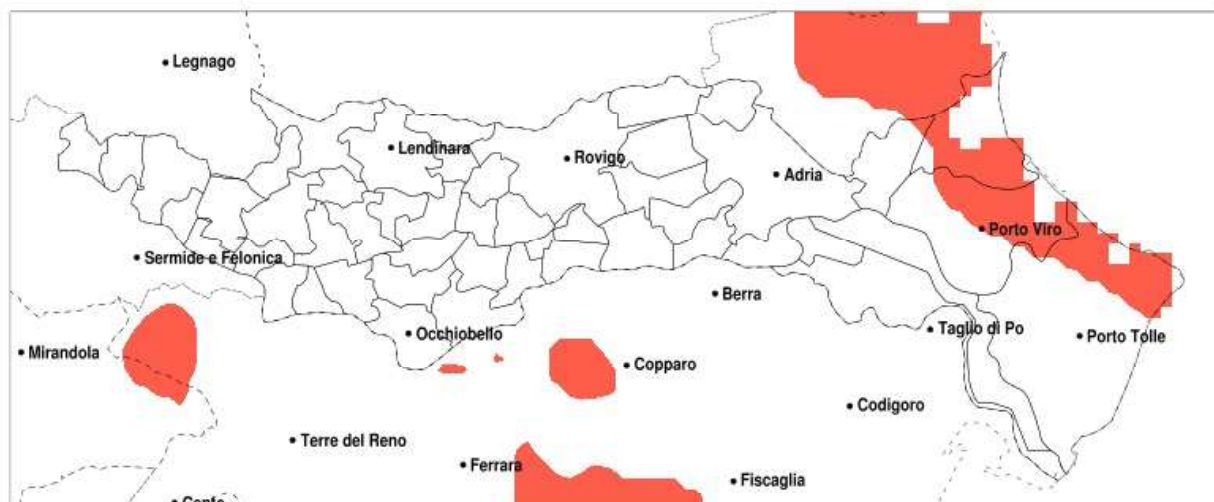 Legnago
Lendinara
Rovigo
Adria
Porto Viro
Sermide e Felonica
Berra
Occhiobello
Taglio di Po
Porto Tolle
Mirandola
Copparo
Codigoro
Terre del Reno
Ferrara
Fiscaglia